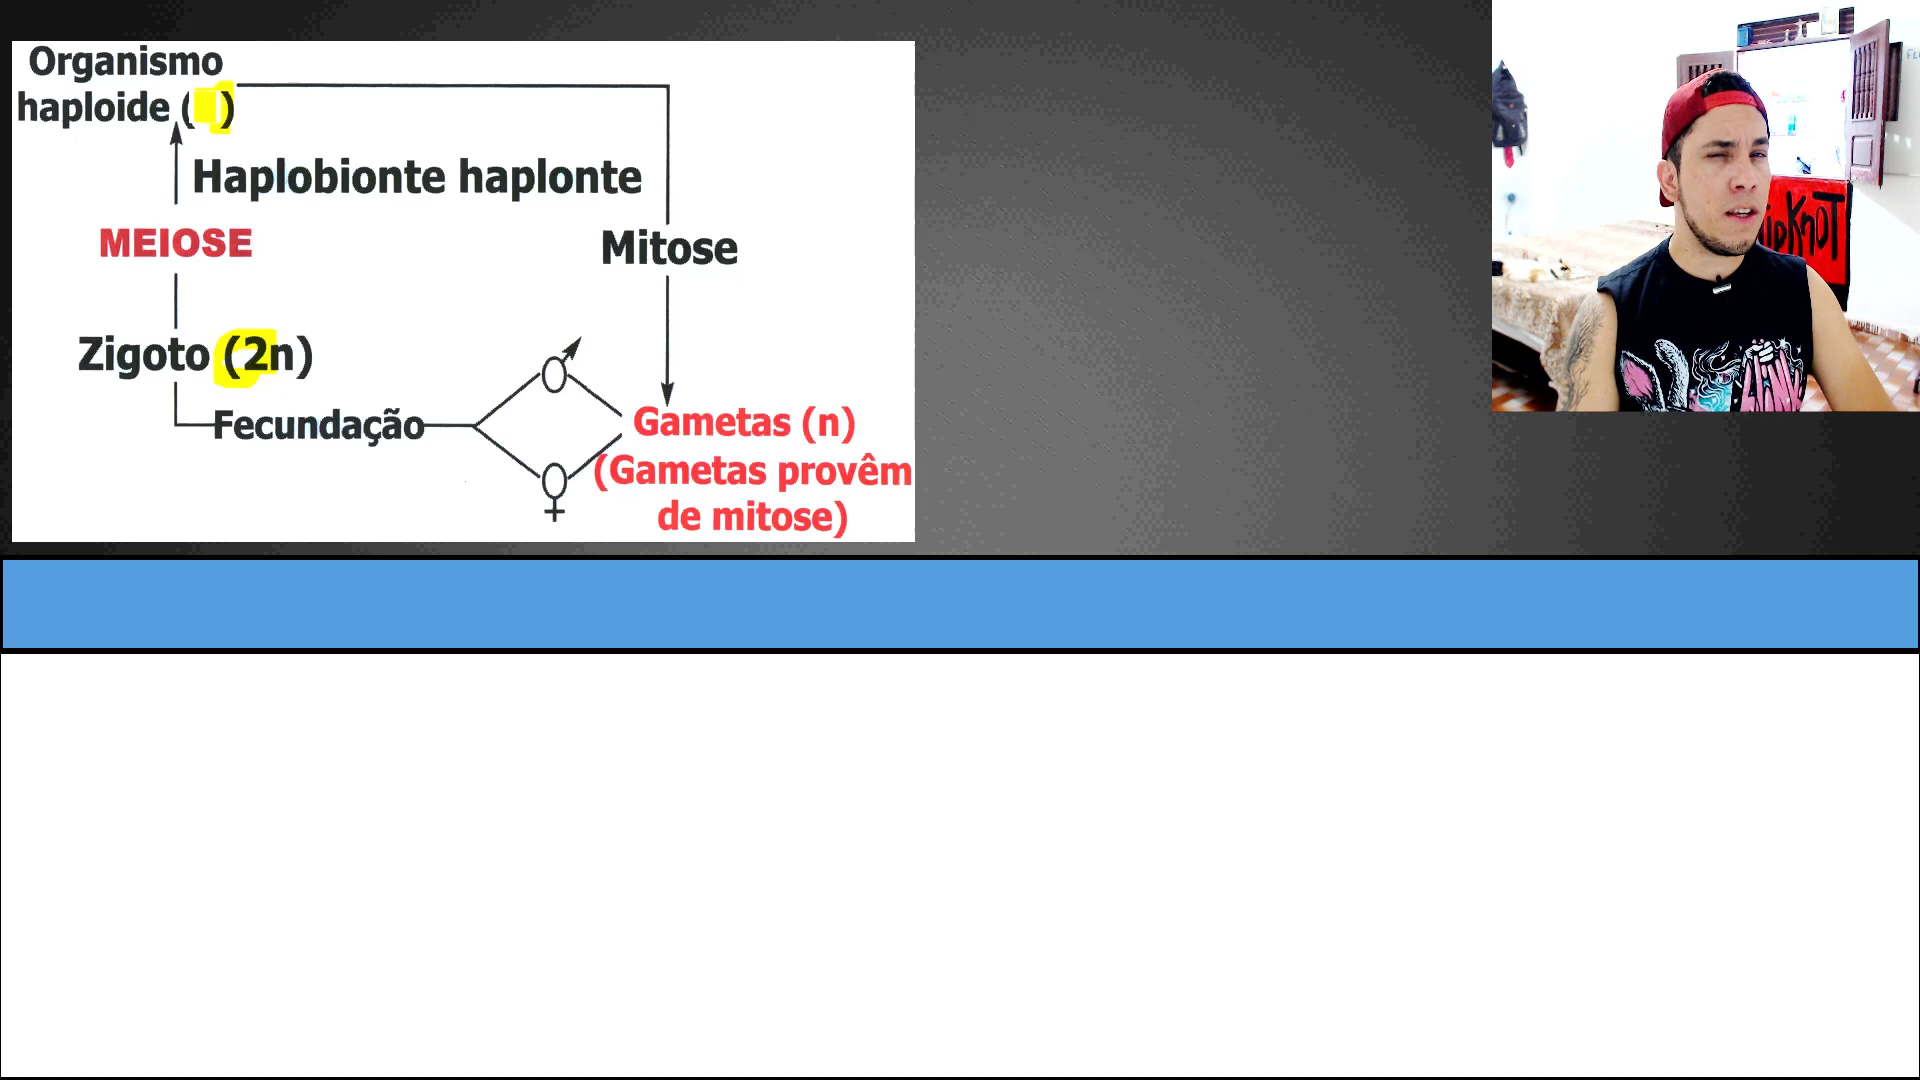 Organismo
haploide ( )
Haplobionte haplonte
MEIOSE
Mitose
Zigoto (2n)
Fecundação
Gametas (n)
(Gametas provêm
de mitose)